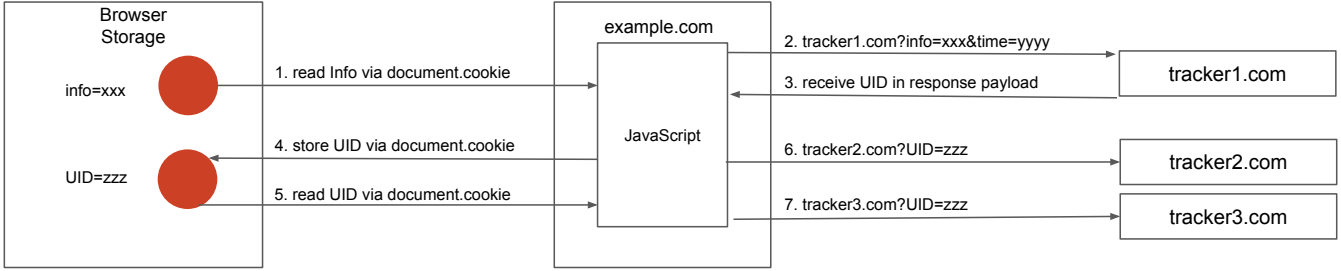 Browser
Storage
info=xxx
UID=zzz
1. read Info via document.cookie
4. store UID via document.cookie
5. read UID via document.cookie
example.com
JavaScript
2. tracker1.com?info=xxx&time=yyyy
3. receive UID in response payload
6. tracker2.com?UID=zzz
7. tracker3.com?UID=zzz
tracker1.com
tracker2.com
tracker3.com